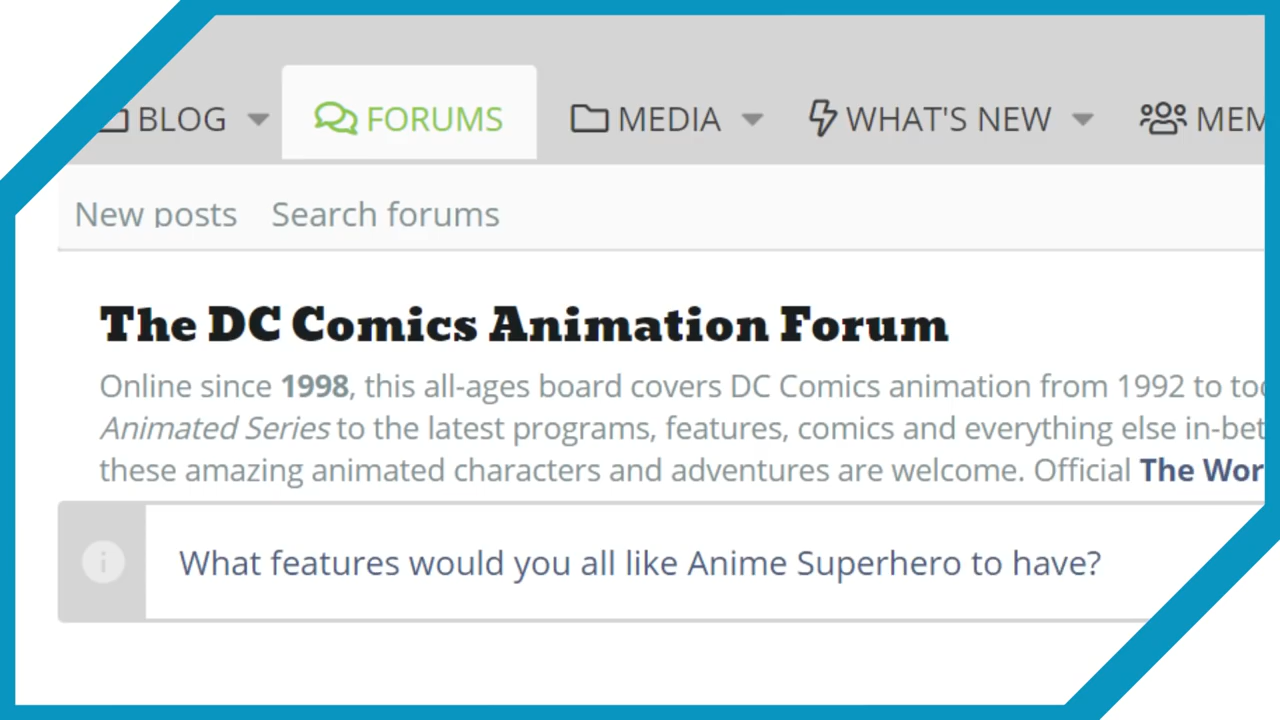 BLOG FORUMS MEDIA WHAT'S NEW
New posts Search forums
The DC Comics Animation Forum
Online since 1998, this all-ages board covers DC Comics animation from 1992 to
Animated Series to the latest programs, features, comics and everything else
these amazing animated characters and adventures are welcome. Official The
What features would you all like Anime Superhero to have?